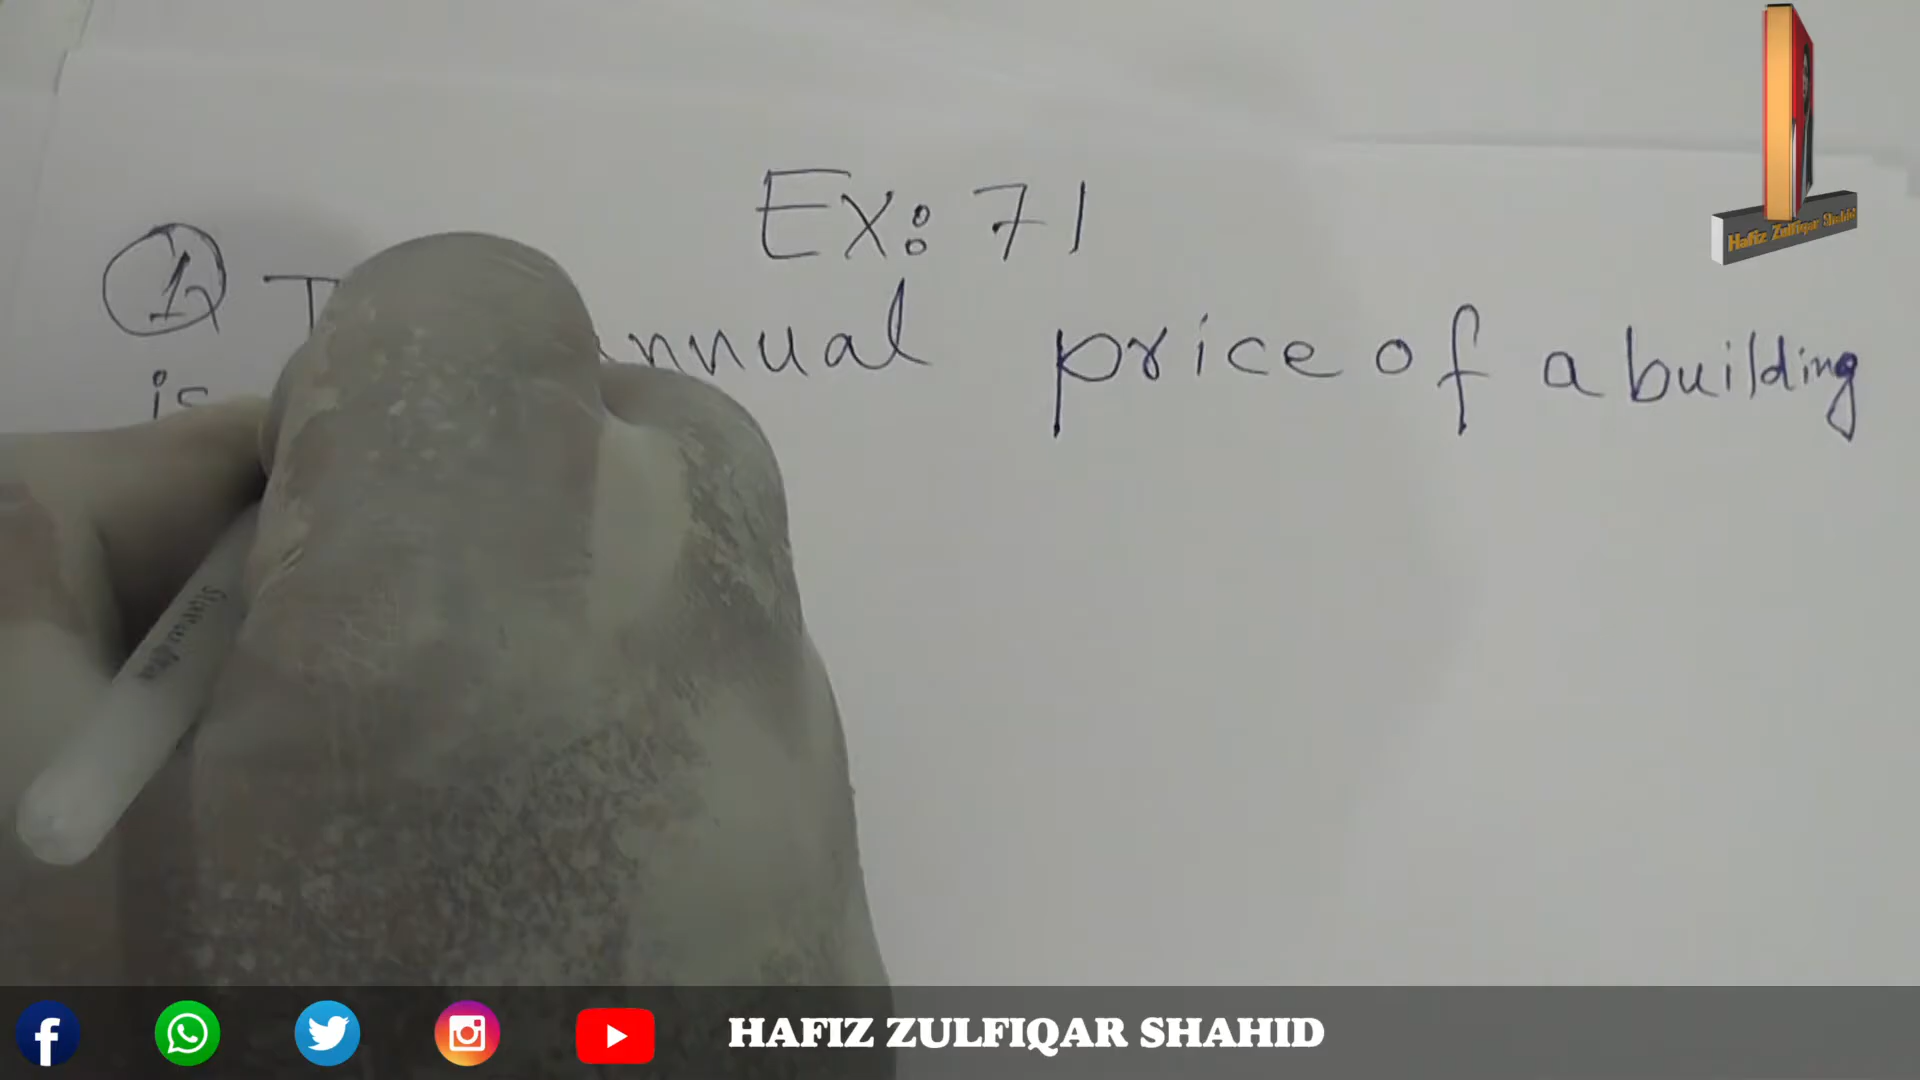 Ex: 71
1 annual price of a building
is
Hafiz Zulfiqar Shahid
HAFIZ ZULFIQAR SHAHID